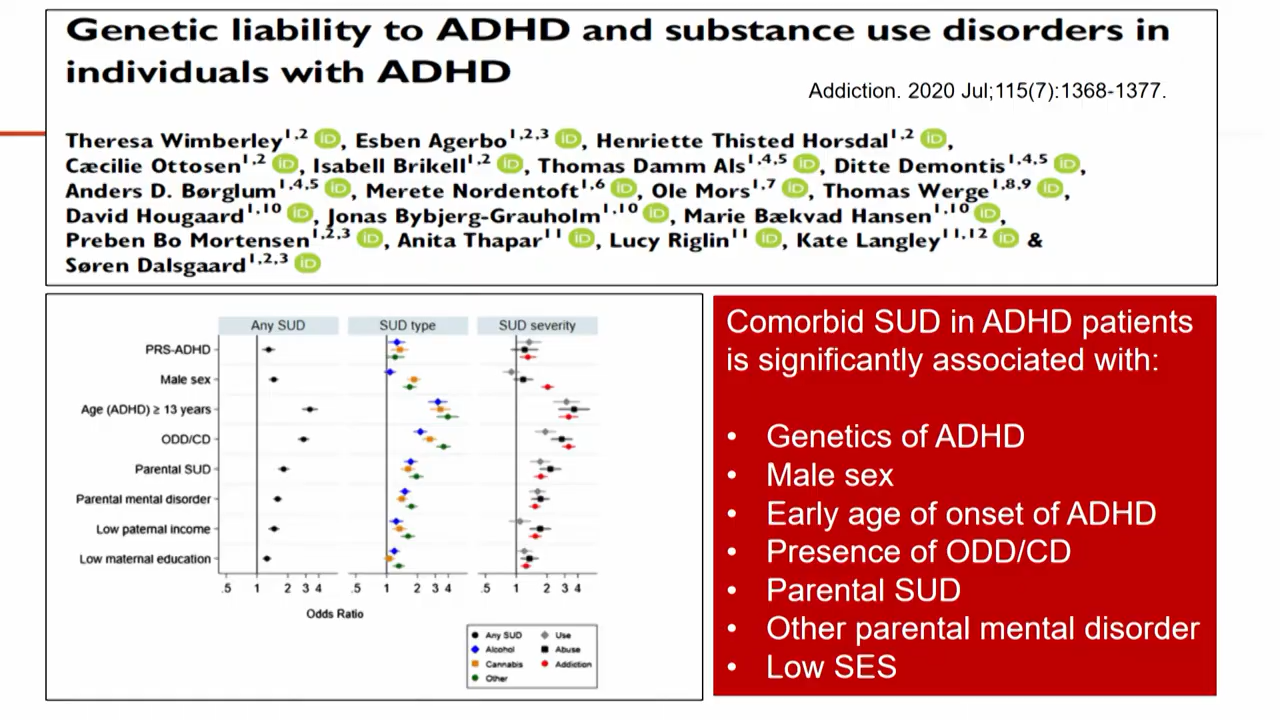 Genetic liability to ADHD and substance use disorders in
individuals with ADHD
Addiction. 2020 Jul;115(7):1368-1377.
Theresa Wimberley1,2 iD, Esben Agerbo1,2,3 iD, Henriette Thisted Horsdal1,2 iD,
Cæcilie Ottosen1,2 iD, Isabell Brikell1,2 iD, Thomas Damm Als1,4,5 iD, Ditte Demontis1,4,5 iD,
Anders D. Børglum1,4,5 iD, Merete Nordentoft1,6 iD, Ole Mors1,7 iD, Thomas Werge1,8,9 iD,
David Hougaard1,10 iD, Jonas Bybjerg-Grauholm1,10 iD, Marie Bækvad Hansen1,10 iD,
Preben Bo Mortensen1,2,3 iD, Anita Thapar11 iD, Lucy Riglin11 iD, Kate Langley11,12 iD &
Søren Dalsgaard1,2,3 iD
Any SUD SUD type SUD severity
PRS-ADHD
Male sex
Age (ADHD) ≥ 13 years
ODD/CD
Parental SUD
Parental mental disorder
Low paternal income
Low maternal education
.5 1 2 3 4 .5 1 2 3 4 .5 1 2 3 4
Odds Ratio
Any SUD Use
Alcohol Abuse
Cannabis Addiction
Other
Comorbid SUD in ADHD patients
is significantly associated with:
• Genetics of ADHD
• Male sex
• Early age of onset of ADHD
• Presence of ODD/CD
• Parental SUD
• Other parental mental disorder
• Low SES